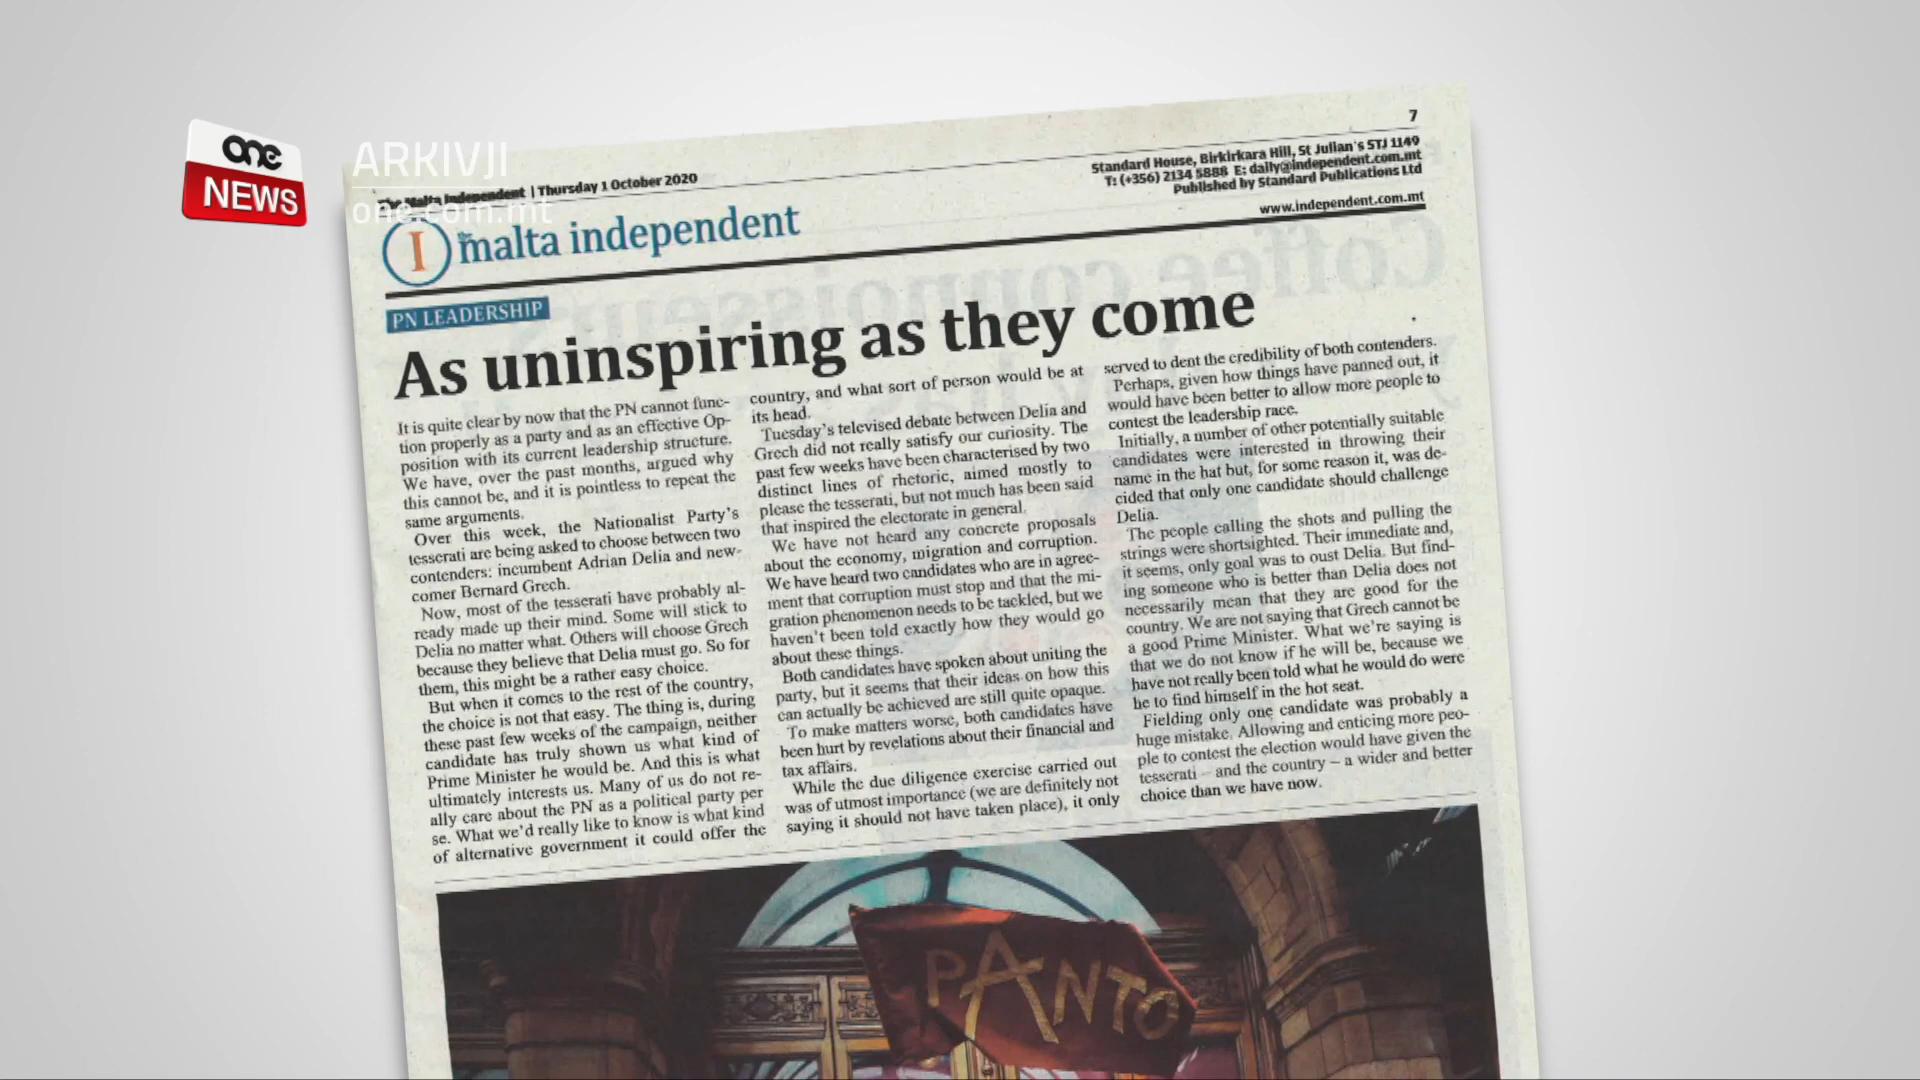 one
NEWS
ARKIVJI
one.com.mt
7
The Malta Independent | Thursday 1 October 2020
Standard House, Birkirkara Hill, St Julian's STJ 1149
T: (+356) 2134 5888 E: daily@independent.com.mt
Published by Standard Publications Ltd
www.independent.com.mt
I the malta independent
PN LEADERSHIP
As uninspiring as they come
It is quite clear by now that the PN cannot func-
tion properly as a party and as an effective Op-
position with its current leadership structure.
We have, over the past months, argued why
this cannot be, and it is pointless to repeat the
same arguments.
Over this week, the Nationalist Party's
tesserati are being asked to choose between two
contenders: incumbent Adrian Delia and new-
comer Bernard Grech.
Now, most of the tesserati have probably al-
ready made up their mind. Some will stick to
Delia no matter what. Others will choose Grech
because they believe that Delia must go. So for
them, this might be a rather easy choice.
But when it comes to the rest of the country,
the choice is not that easy. The thing is, during
these past few weeks of the campaign, neither
candidate has truly shown us what kind of
Prime Minister he would be. And this is what
ultimately interests us. Many of us do not re-
ally care about the PN as a political party per
se. What we'd really like to know is what kind
of alternative government it could offer the
country, and what sort of person would be at
its head.
Tuesday's televised debate between Delia and
Grech did not really satisfy our curiosity. The
past few weeks have been characterised by two
distinct lines of rhetoric, aimed mostly to
please the tesserati, but not much has been said
that inspired the electorate in general.
We have not heard any concrete proposals
about the economy, migration and corruption.
We have heard two candidates who are in agree-
ment that corruption must stop and that the mi-
gration phenomenon needs to be tackled, but we
haven't been told exactly how they would go
about these things.
Both candidates have spoken about uniting the
party, but it seems that their ideas on how this
can actually be achieved are still quite opaque.
To make matters worse, both candidates have
been hurt by revelations about their financial and
tax affairs.
While the due diligence exercise carried out
was of utmost importance (we are definitely not
saying it should not have taken place), it only
served to dent the credibility of both contenders.
Perhaps, given how things have panned out, it
would have been better to allow more people to
contest the leadership race.
Initially, a number of other potentially suitable
candidates were interested in throwing their
name in the hat but, for some reason it, was de-
cided that only one candidate should challenge
Delia.
The people calling the shots and pulling the
strings were shortsighted. Their immediate and,
it seems, only goal was to oust Delia. But find-
ing someone who is better than Delia does not
necessarily mean that they are good for the
country. We are not saying that Grech cannot be
a good Prime Minister. What we're saying is
that we do not know if he will be, because we
have not really been told what he would do were
he to find himself in the hot seat.
Fielding only one candidate was probably a
huge mistake. Allowing and enticing more peo-
ple to contest the election would have given the
tesserati – and the country – a wider and better
choice than we have now.
PANTO